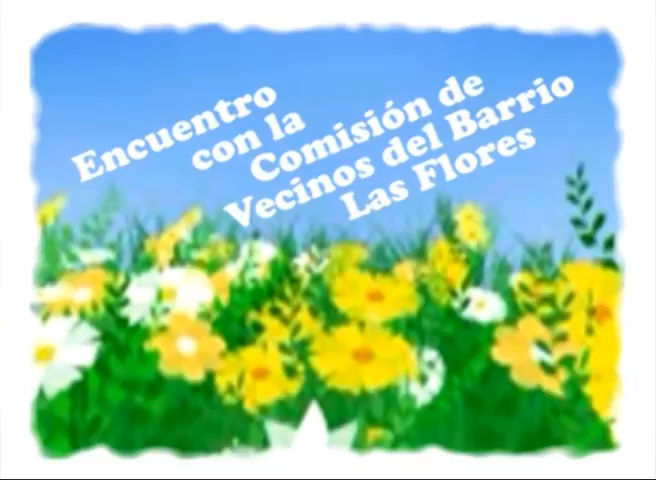 Encuentro
con la
Comisión de
Vecinos del Barrio
Las Flores